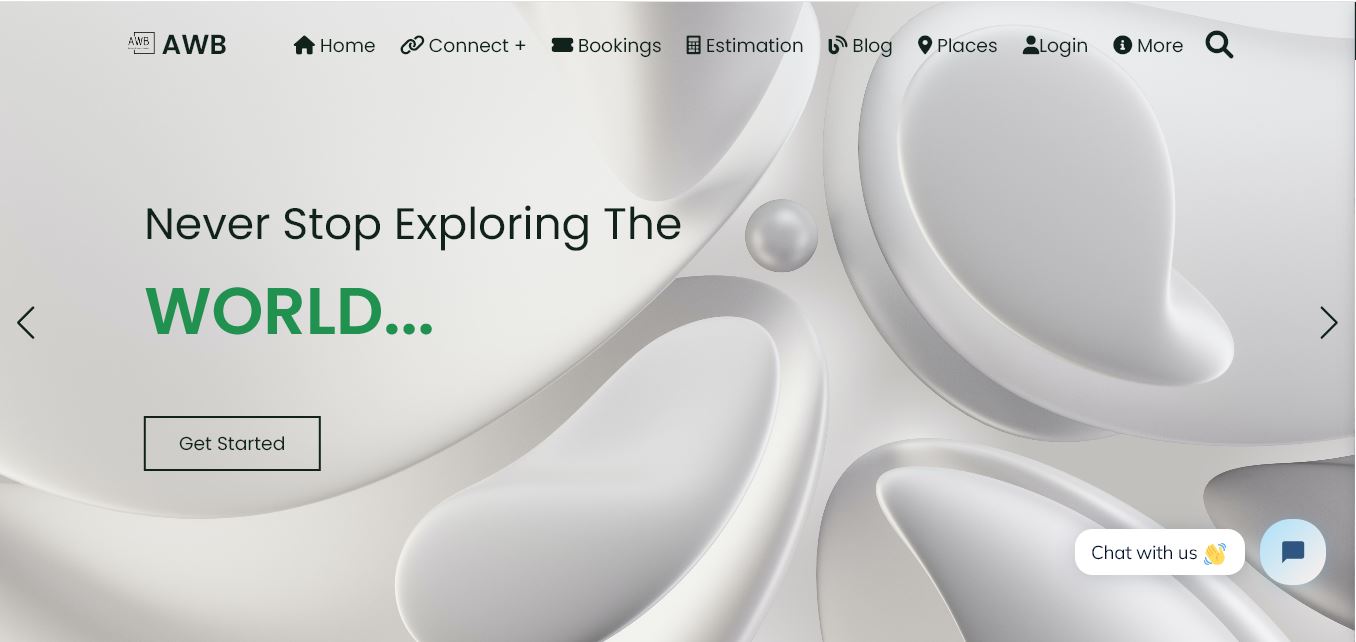 AWB AWB Home Connect + Bookings Estimation Blog Places Login More
Never Stop Exploring The
WORLD...
Get Started
Chat with us 👋